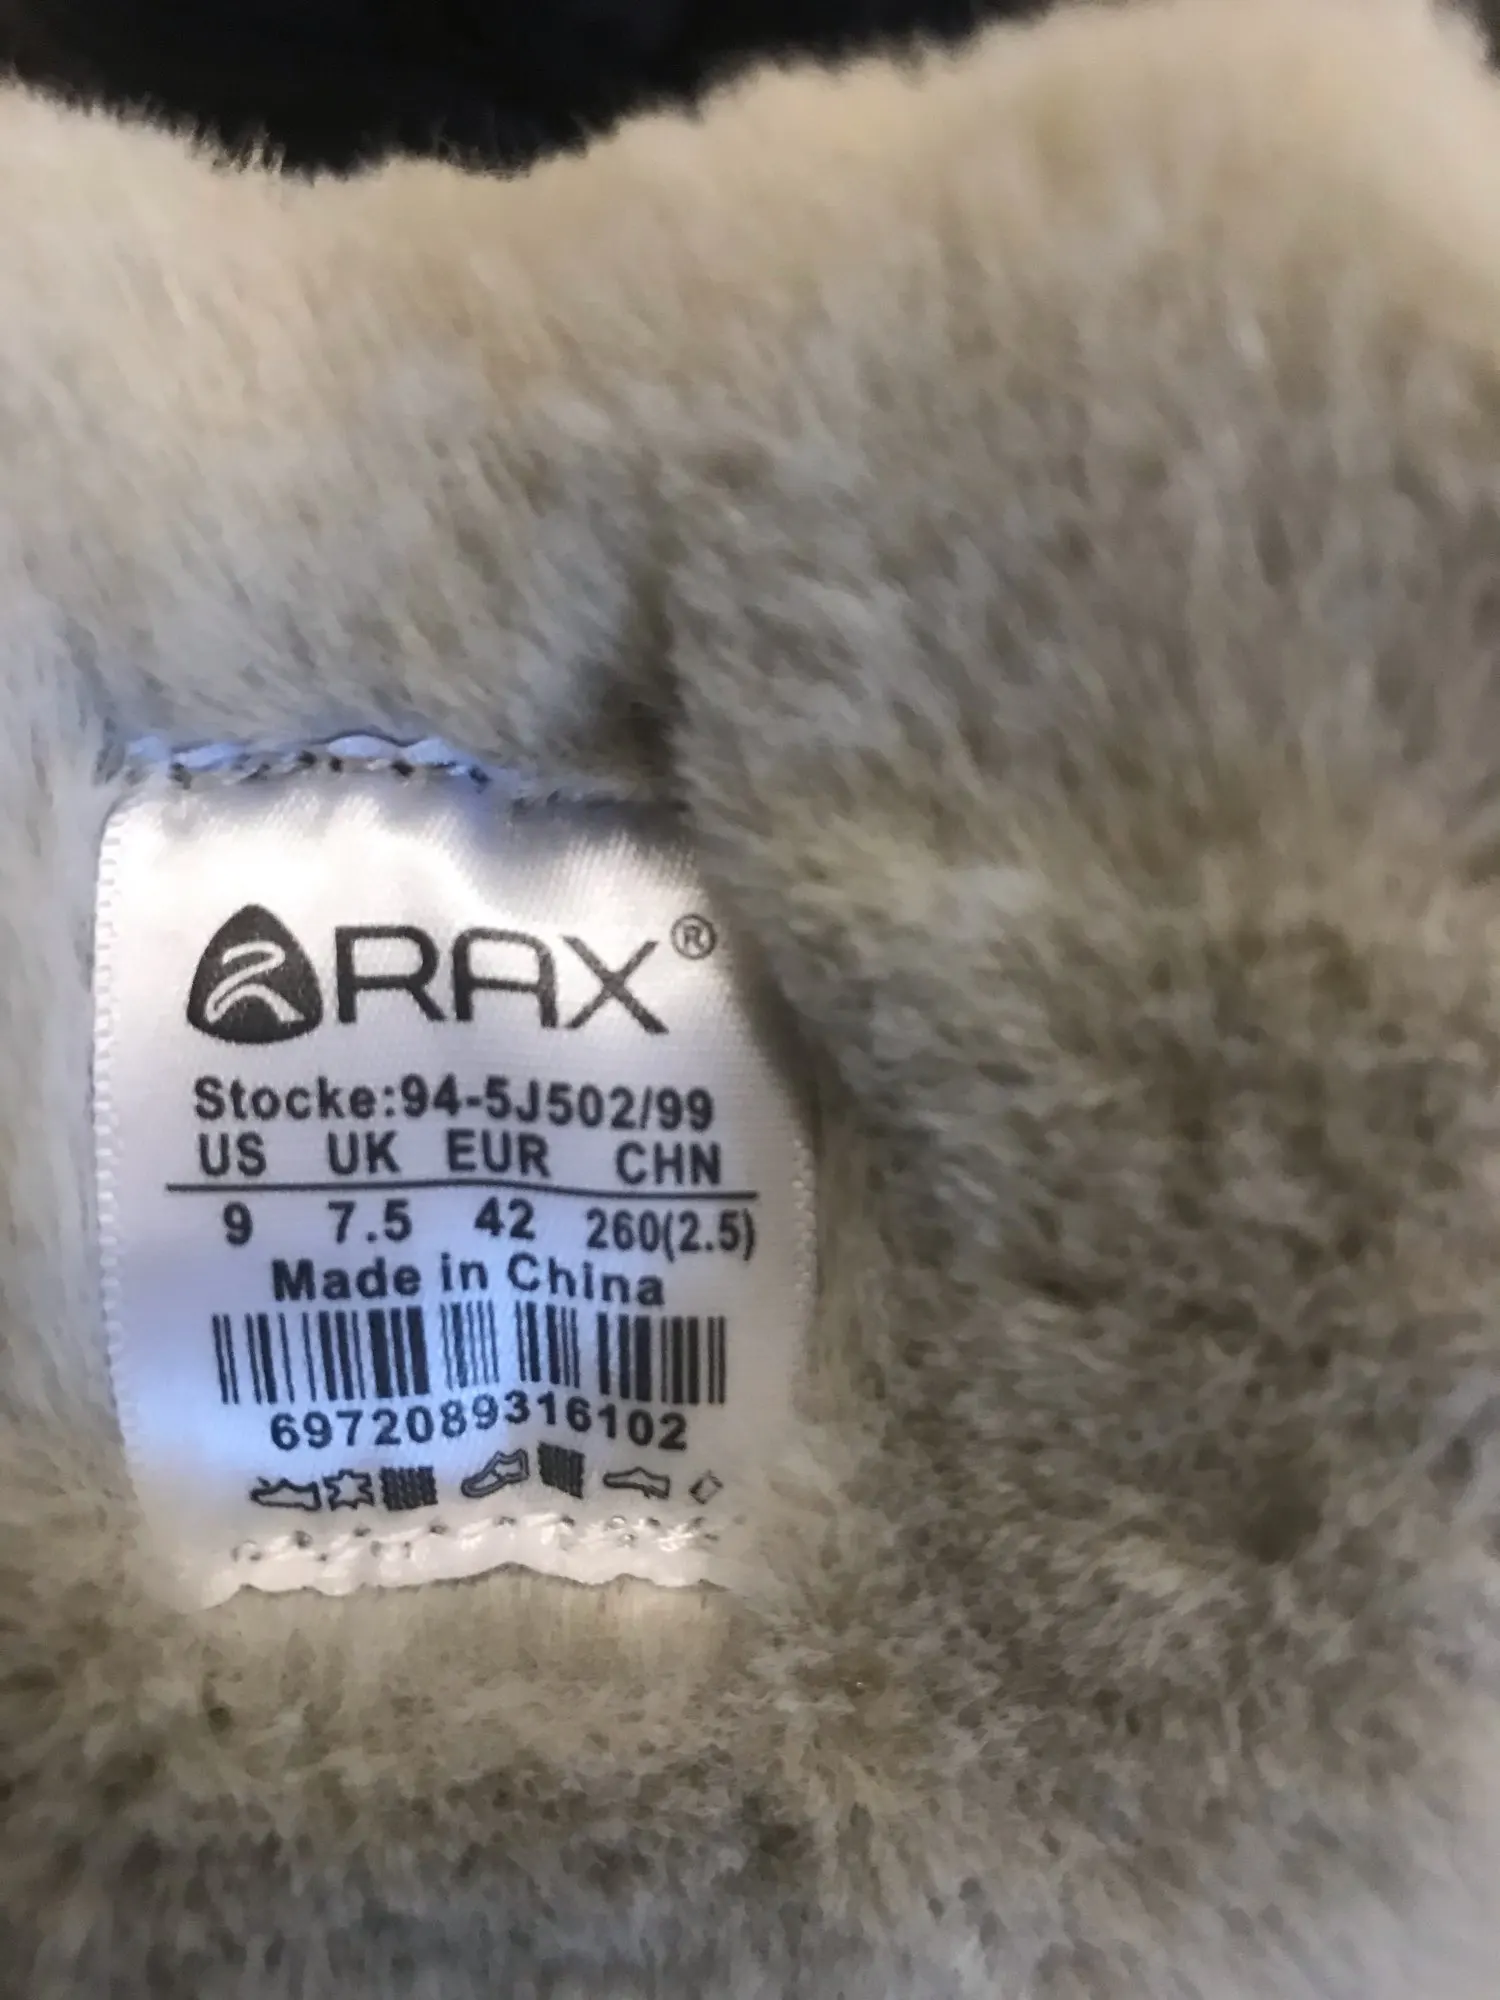 RAX®
Stocke:94-5J502/99
US UK EUR CHN
9 7.5 42 260(2.5)
Made in China
6972089316102